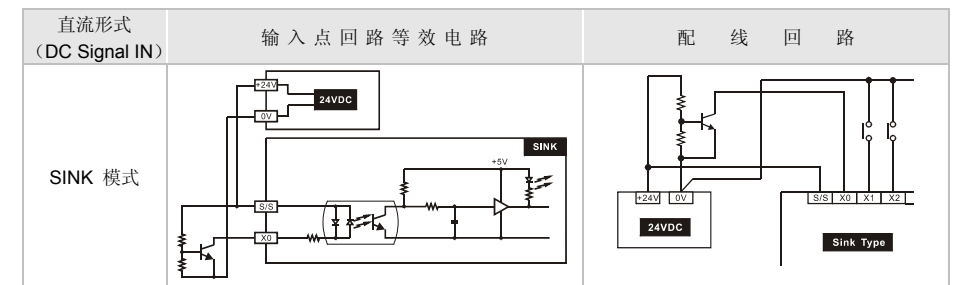 直流形式
（DC Signal IN）
输入点回路等效电路
配线回路
SINK 模式
+24V
0V
24VDC
SINK
+5V
S/S
X0
+24V 0V
24VDC
S/S X0 X1 X2
Sink Type